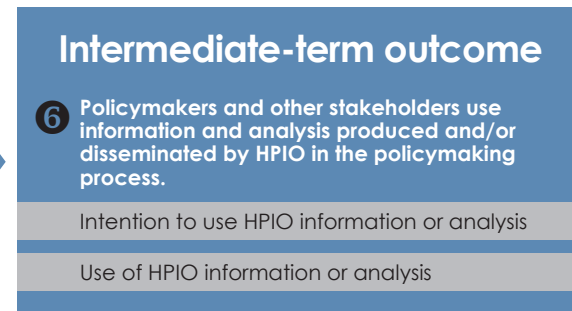 Intermediate-term outcome
❻ Policymakers and other stakeholders use
information and analysis produced and/or
disseminated by HPIO in the policymaking
process.
Intention to use HPIO information or analysis
Use of HPIO information or analysis